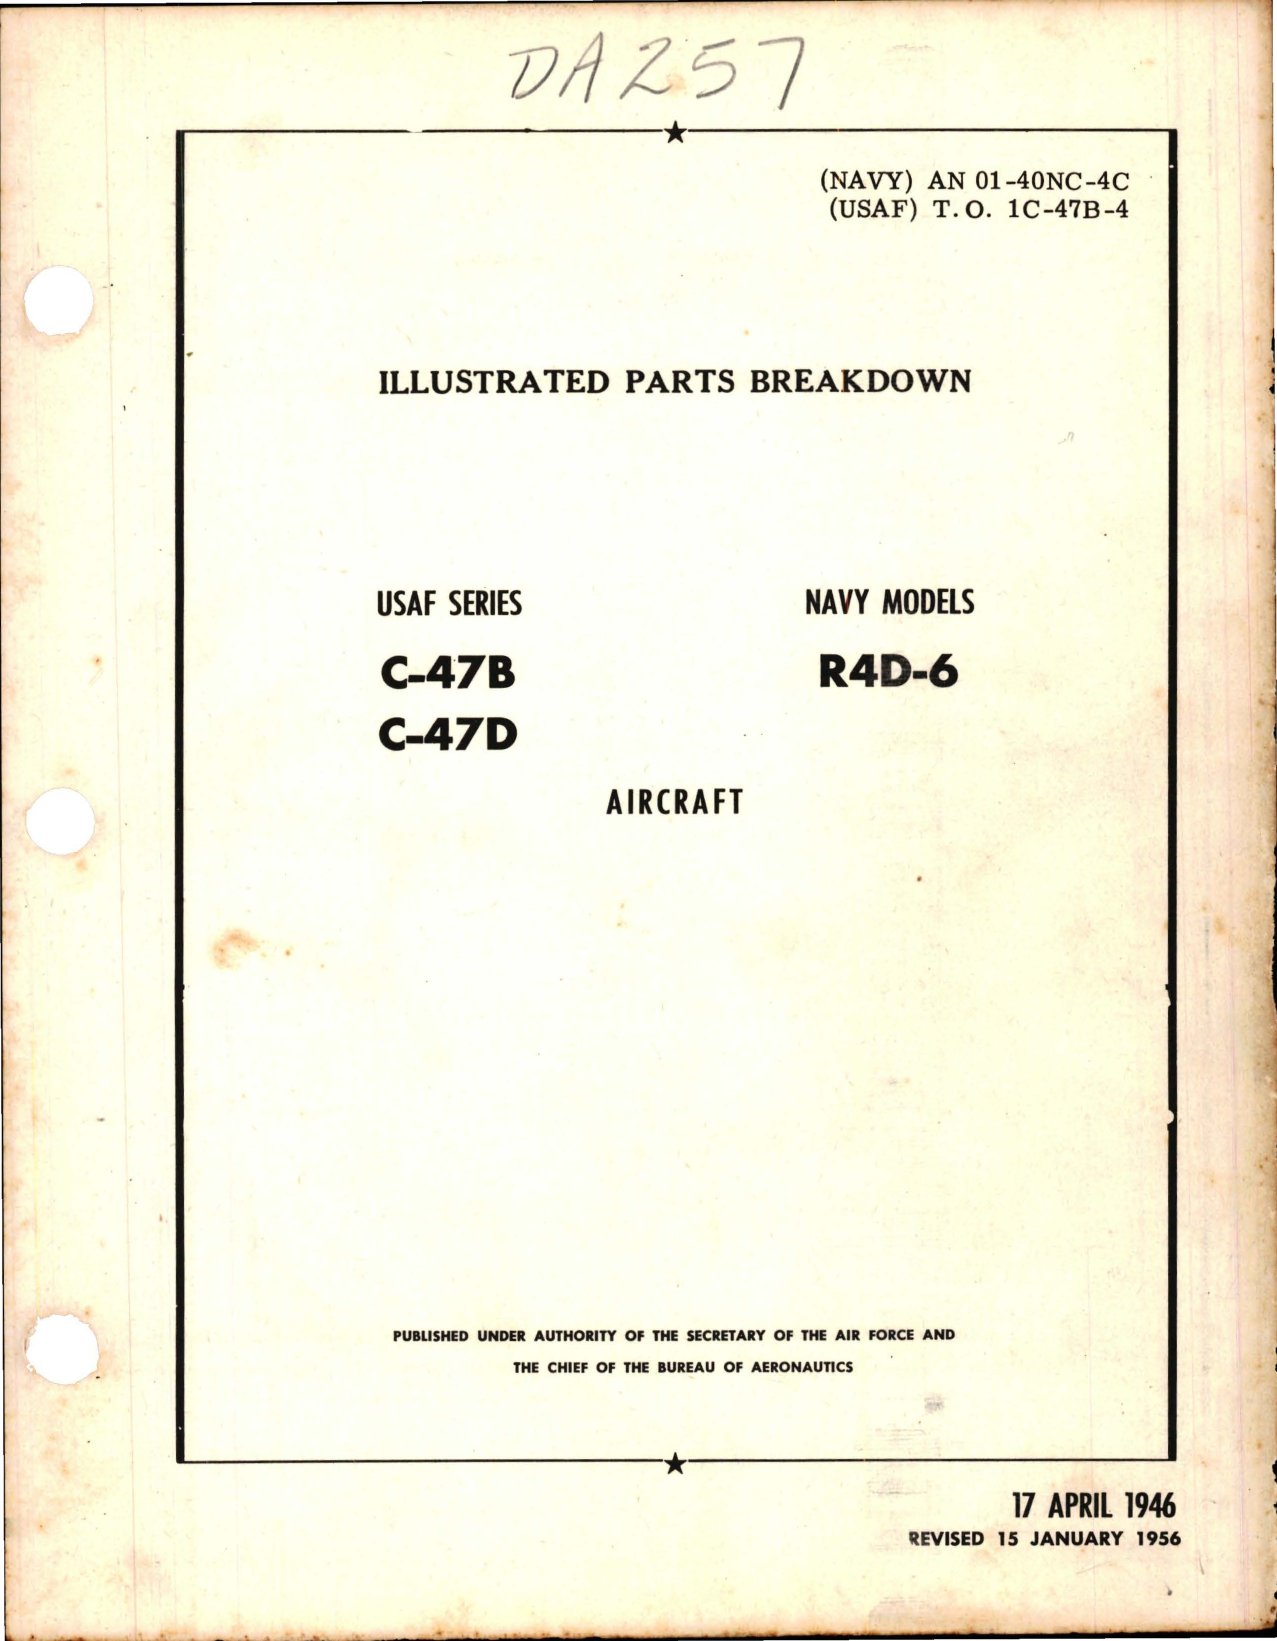 DA257
(NAVY) AN 01-40NC-4C
(USAF) T.O. 1C-47B-4
ILLUSTRATED PARTS BREAKDOWN
USAF SERIES
NAVY MODELS
C-47B
R4D-6
C-47D
AIRCRAFT
PUBLISHED UNDER AUTHORITY OF THE SECRETARY OF THE AIR FORCE AND
THE CHIEF OF THE BUREAU OF AERONAUTICS
17 APRIL 1946
REVISED 15 JANUARY 1956